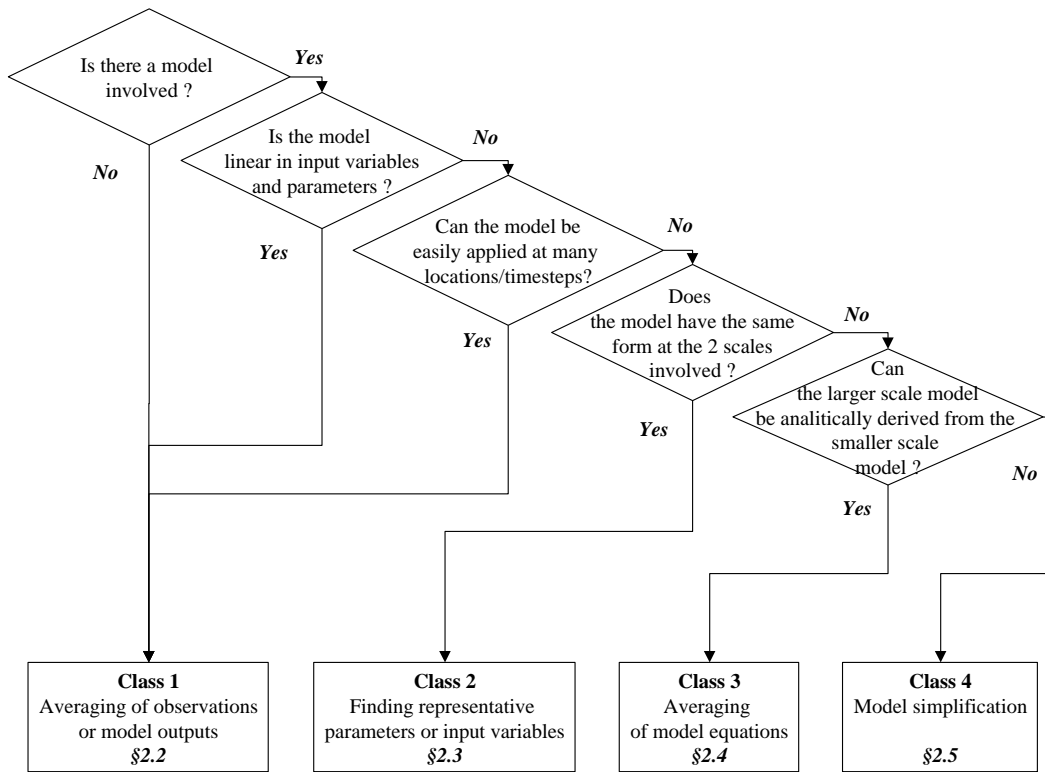 Is there a model
involved ?
Yes
No
Is the model
linear in input variables
and parameters ?
No
Yes
Can the model be
easily applied at many
locations/timesteps?
No
Yes
Does
the model have the same
form at the 2 scales
involved ?
No
Yes
Can
the larger scale model
be analitically derived from the
smaller scale
model ?
No
Yes
Class 1
Averaging of observations
or model outputs
§2.2
Class 2
Finding representative
parameters or input variables
§2.3
Class 3
Averaging
of model equations
§2.4
Class 4
Model simplification
§2.5